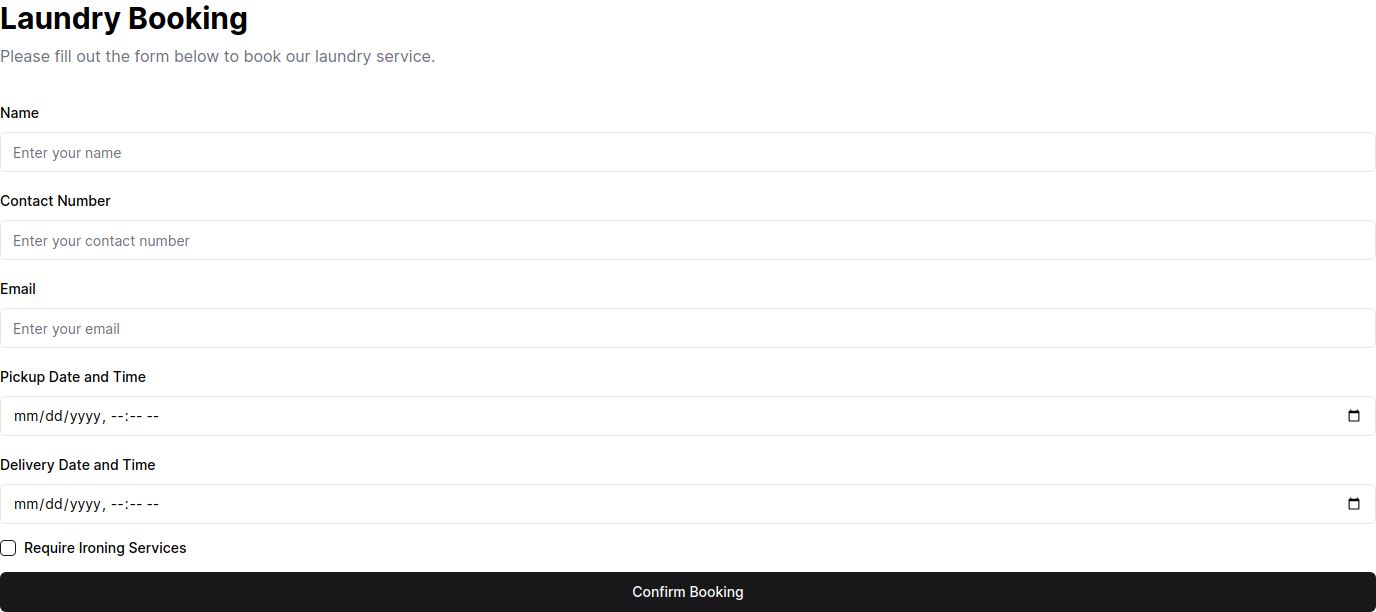 Laundry Booking
Please fill out the form below to book our laundry service.
Name
Enter your name
Contact Number
Enter your contact number
Email
Enter your email
Pickup Date and Time
mm/dd/yyyy, --:-- --
Delivery Date and Time
mm/dd/yyyy, --:-- --
Require Ironing Services
Confirm Booking